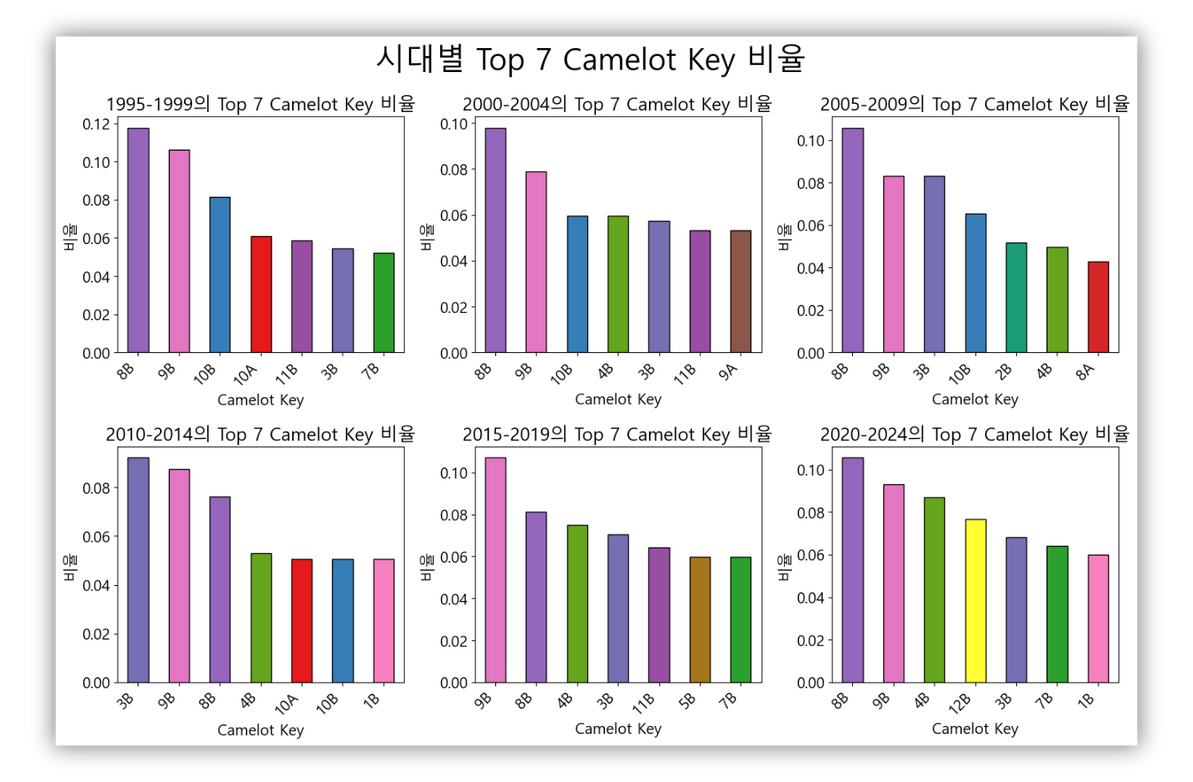 시대별 Top 7 Camelot Key 비율
1995-1999의 Top 7 Camelot Key 비율
비율
0.12
0.10
0.08
0.06
0.04
0.02
0.00
8B 9B 10B 10A 11B 3B 7B
Camelot Key
2000-2004의 Top 7 Camelot Key 비율
비율
0.10
0.08
0.06
0.04
0.02
0.00
8B 9B 10B 4B 3B 11B 9A
Camelot Key
2005-2009의 Top 7 Camelot Key 비율
비율
0.10
0.08
0.06
0.04
0.02
0.00
8B 9B 3B 10B 2B 4B 8A
Camelot Key
2010-2014의 Top 7 Camelot Key 비율
비율
0.08
0.06
0.04
0.02
0.00
3B 9B 8B 4B 10A 10B 1B
Camelot Key
2015-2019의 Top 7 Camelot Key 비율
비율
0.10
0.08
0.06
0.04
0.02
0.00
9B 8B 4B 3B 11B 5B 7B
Camelot Key
2020-2024의 Top 7 Camelot Key 비율
비율
0.10
0.08
0.06
0.04
0.02
0.00
8B 9B 4B 12B 3B 7B 1B
Camelot Key